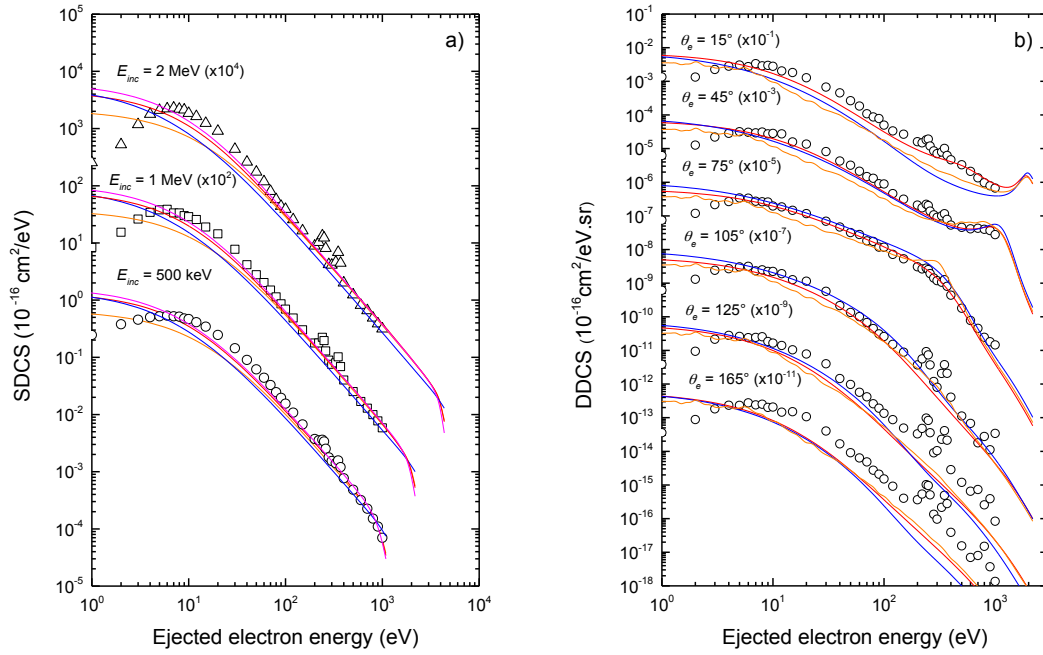 a)
E_inc = 2 MeV (x10^4)
E_inc = 1 MeV (x10^2)
E_inc = 500 keV
10^5
10^4
10^3
10^2
10^1
10^0
10^-1
10^-2
10^-3
10^-4
10^-5
SDCS (10^-16 cm^2/eV)
10^0 10^1 10^2 10^3 10^4
Ejected electron energy (eV)
b)
θ_e = 15° (x10^-1)
θ_e = 45° (x10^-3)
θ_e = 75° (x10^-5)
θ_e = 105° (x10^-7)
θ_e = 125° (x10^-9)
θ_e = 165° (x10^-11)
10^-1
10^-2
10^-3
10^-4
10^-5
10^-6
10^-7
10^-8
10^-9
10^-10
10^-11
10^-12
10^-13
10^-14
10^-15
10^-16
10^-17
10^-18
DDCS (10^-16 cm^2/eV.sr)
10^0 10^1 10^2 10^3
Ejected electron energy (eV)